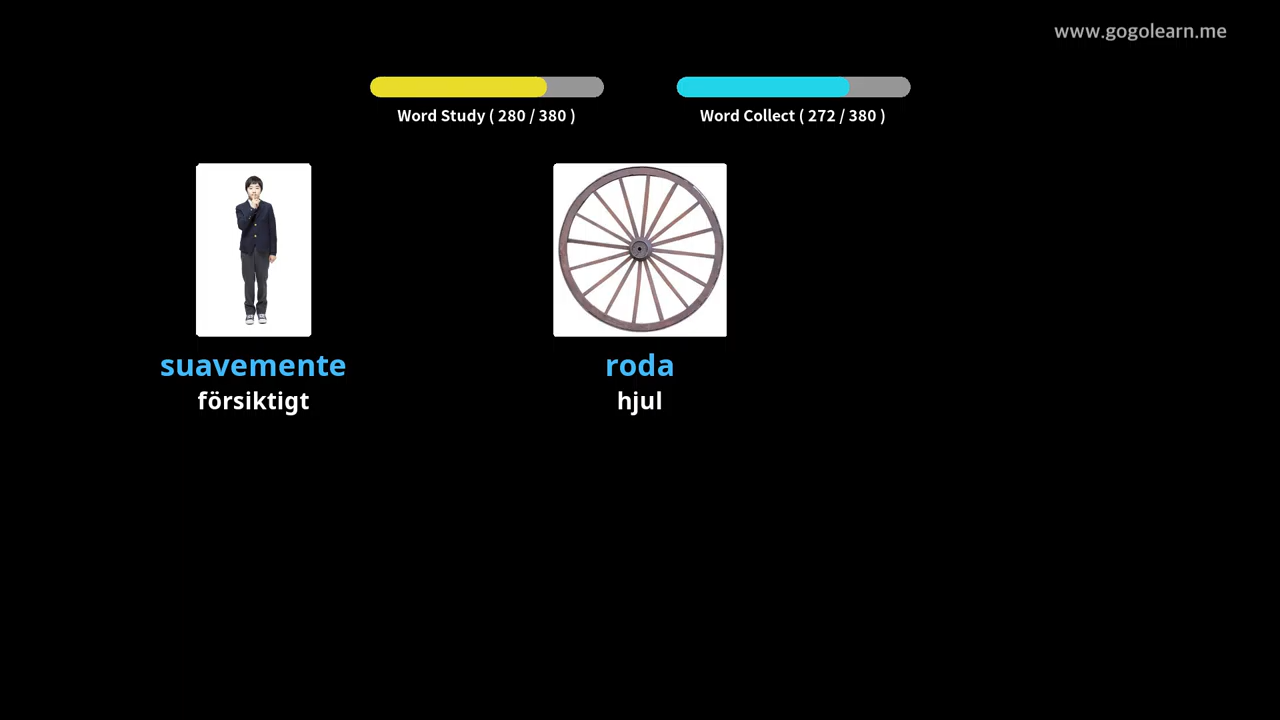 www.gogolearn.me
Word Study ( 280 / 380 )
Word Collect ( 272 / 380 )
suavemente
försiktigt
roda
hjul